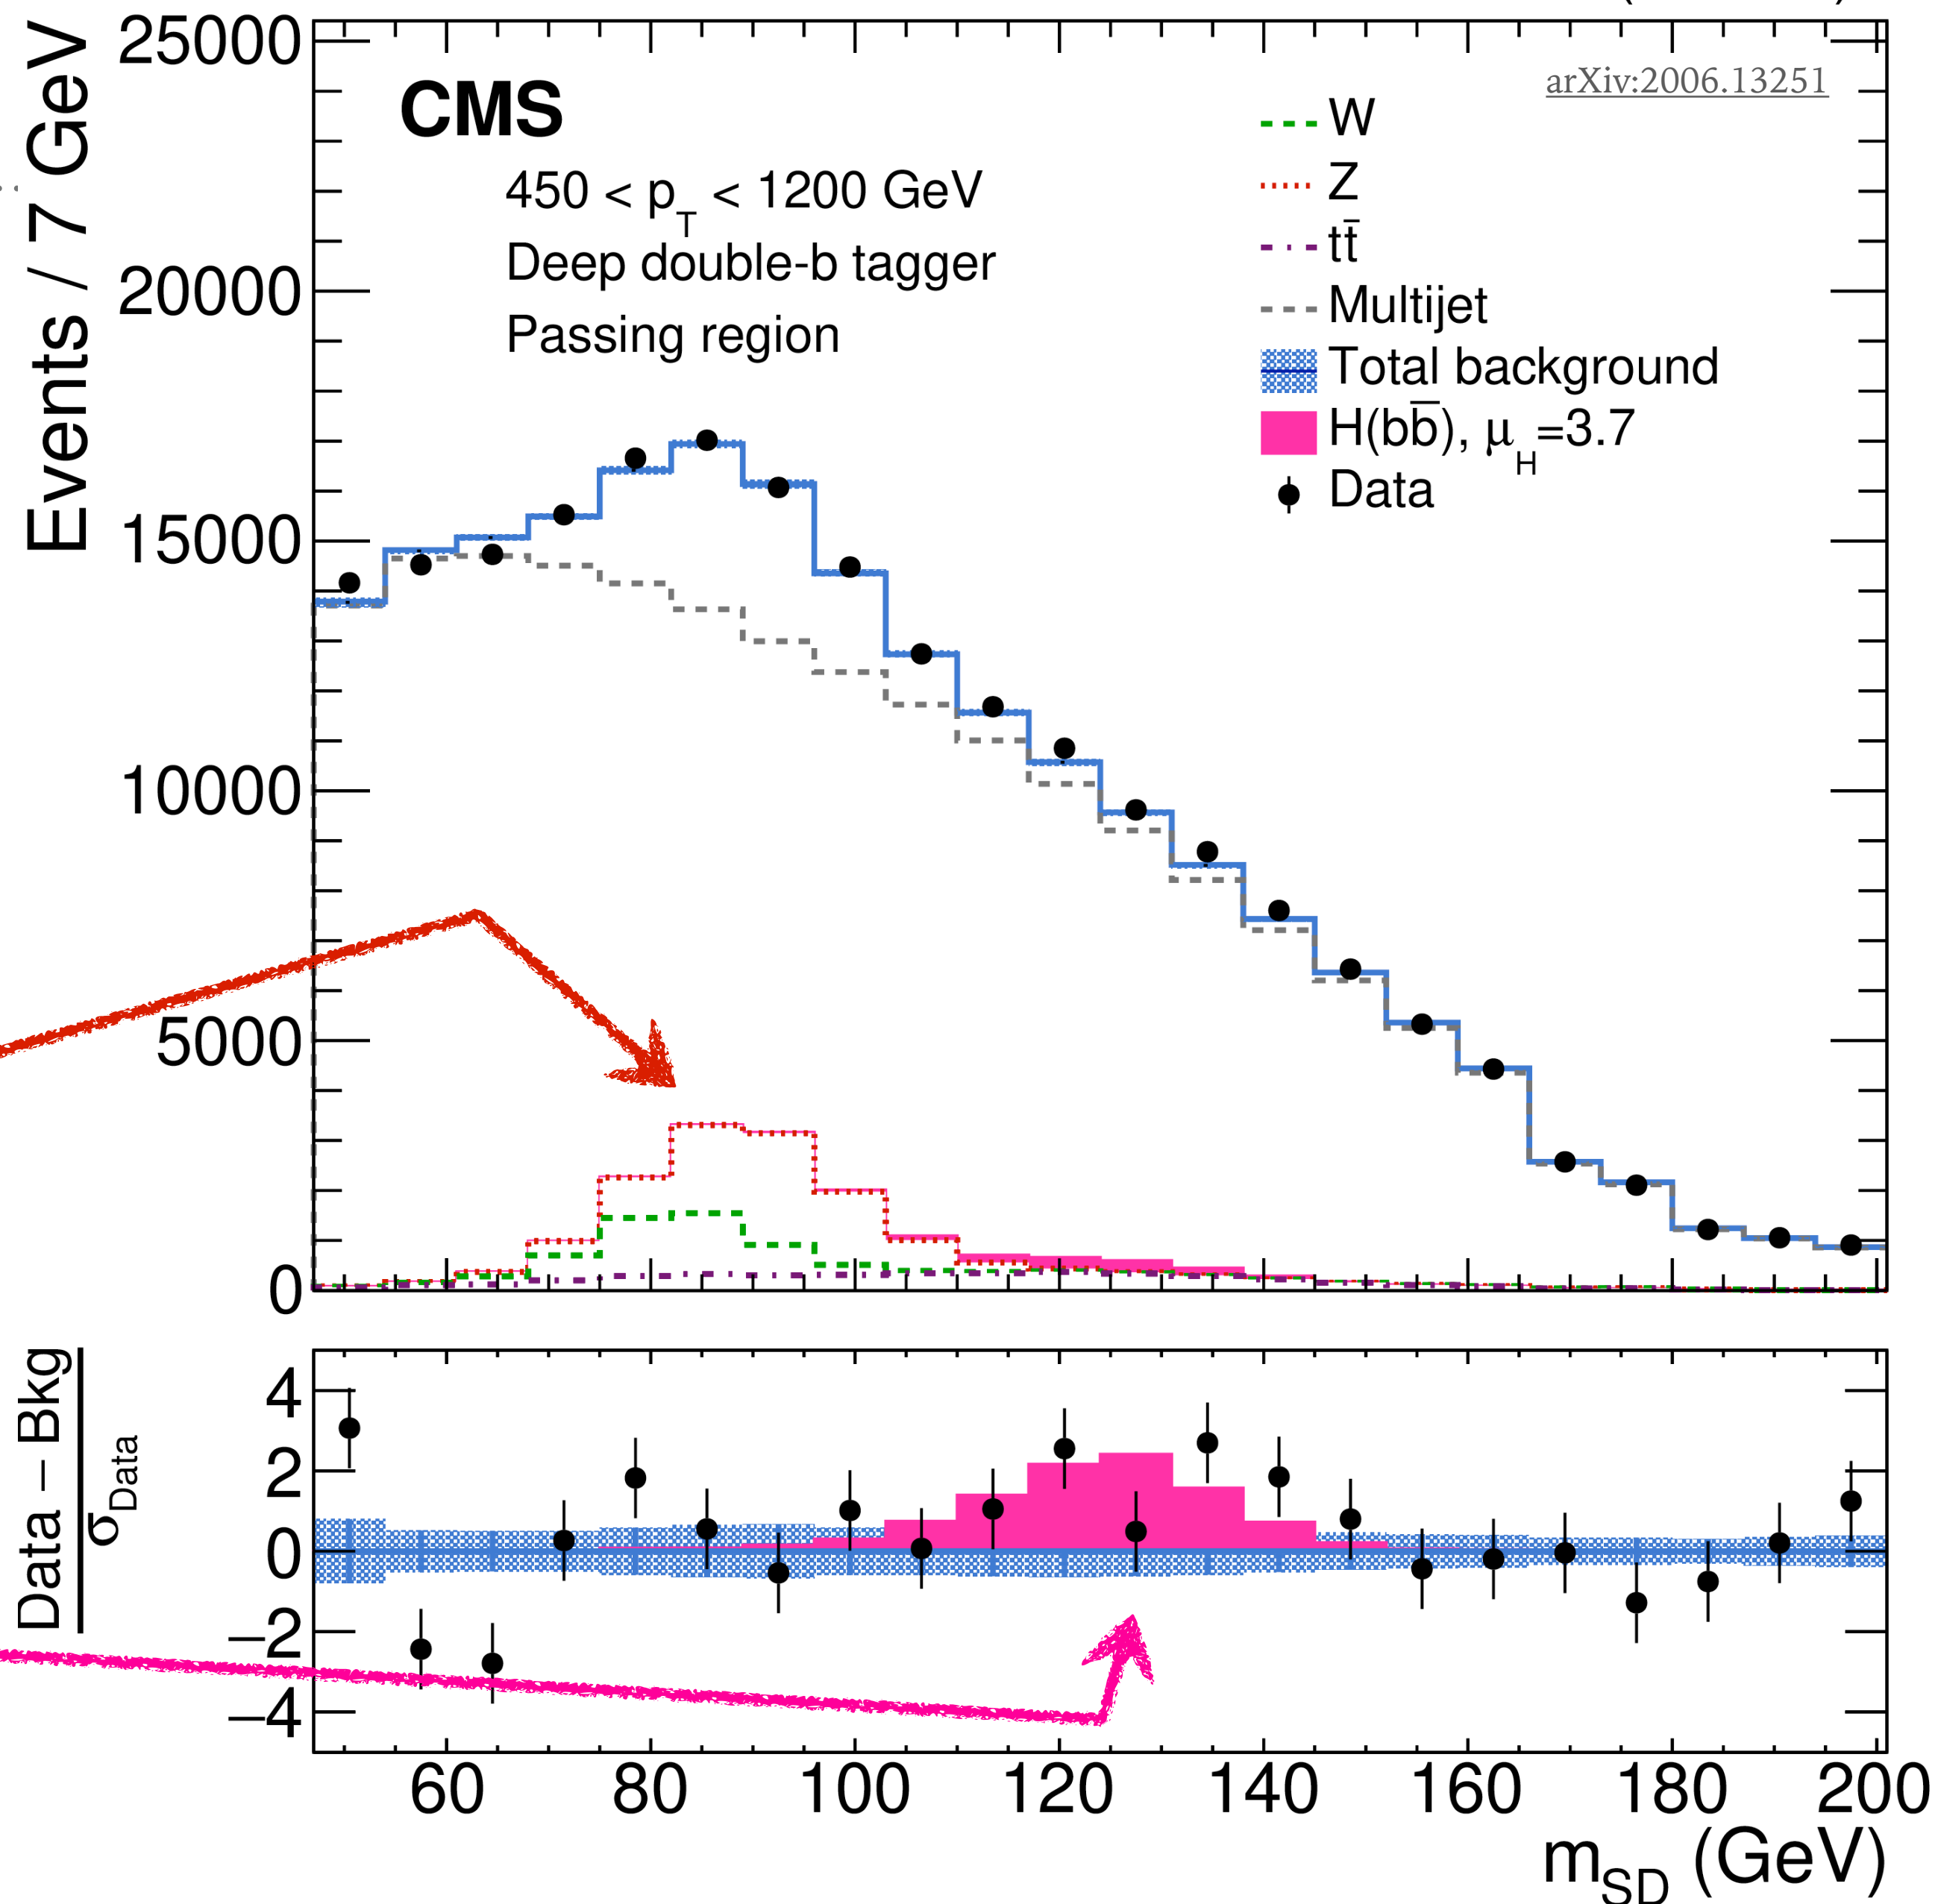 Events / 7 GeV
25000
20000
15000
10000
5000
0
CMS
arXiv:2006.13251
450 < p_T < 1200 GeV
Deep double-b tagger
Passing region
W
Z
tt̄
Multijet
Total background
H(bb̄), μ_H=3.7
Data
Data – Bkg
σ_Data
4
2
0
−2
−4
60 80 100 120 140 160 180 200
m_SD (GeV)